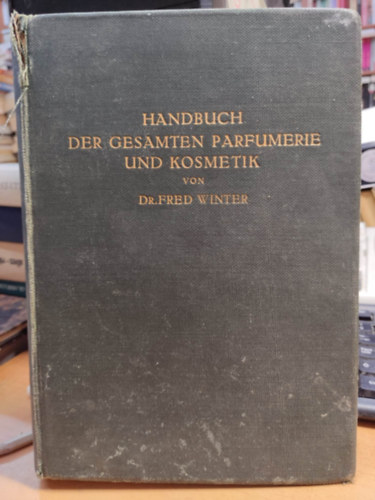 HANDBUCH
DER GESAMTEN PARFUMERIE
UND KOSMETIK
VON
DR. FRED WINTER